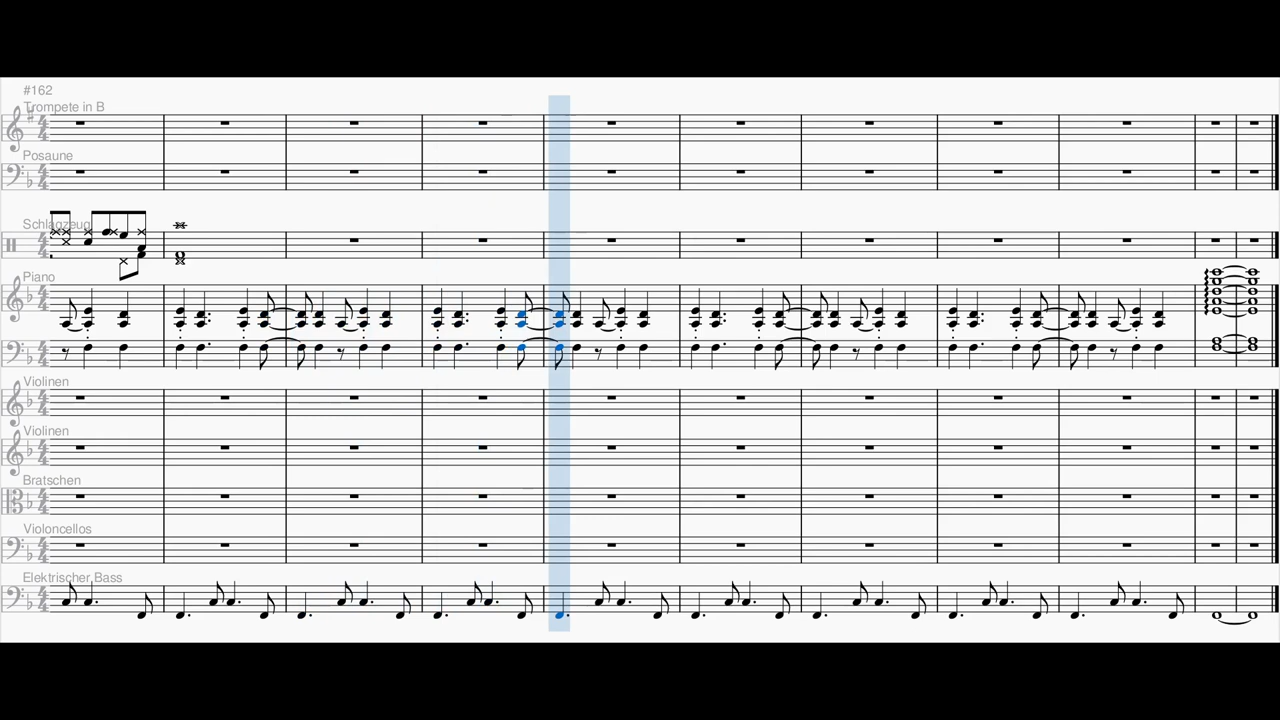 #162
Trompete in B
Posaune
Schlagzeug
Piano
Violinen
Violinen
Bratschen
Violoncellos
Elektrischer Bass